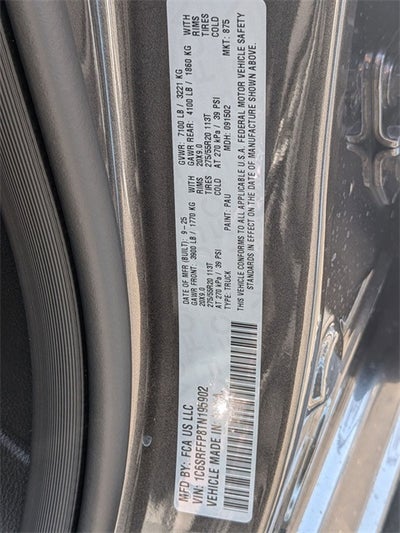 MFD BY: FCA US LLC
VIN: 1C6SRFFP8TN195902
VEHICLE MADE IN
DATE OF MFR (BUILT): 9-25 GVWR: 7100 LB / 3221 KG
GAWR FRONT: 3900 LB / 1770 KG WITH GAWR REAR: 4100 LB / 1860 KG WITH
20X9.0 RIMS 20X9.0 RIMS
275/55R20 113T TIRES 275/55R20 113T TIRES
AT 270 kPa / 39 PSI COLD AT 270 kPa / 39 PSI COLD
TYPE: TRUCK PAINT: PAU MDH: 091502 MKT: 875
THIS VEHICLE CONFORMS TO ALL APPLICABLE U.S.A. FEDERAL MOTOR VEHICLE SAFETY
STANDARDS IN EFFECT ON THE DATE OF MANUFACTURE SHOWN ABOVE.